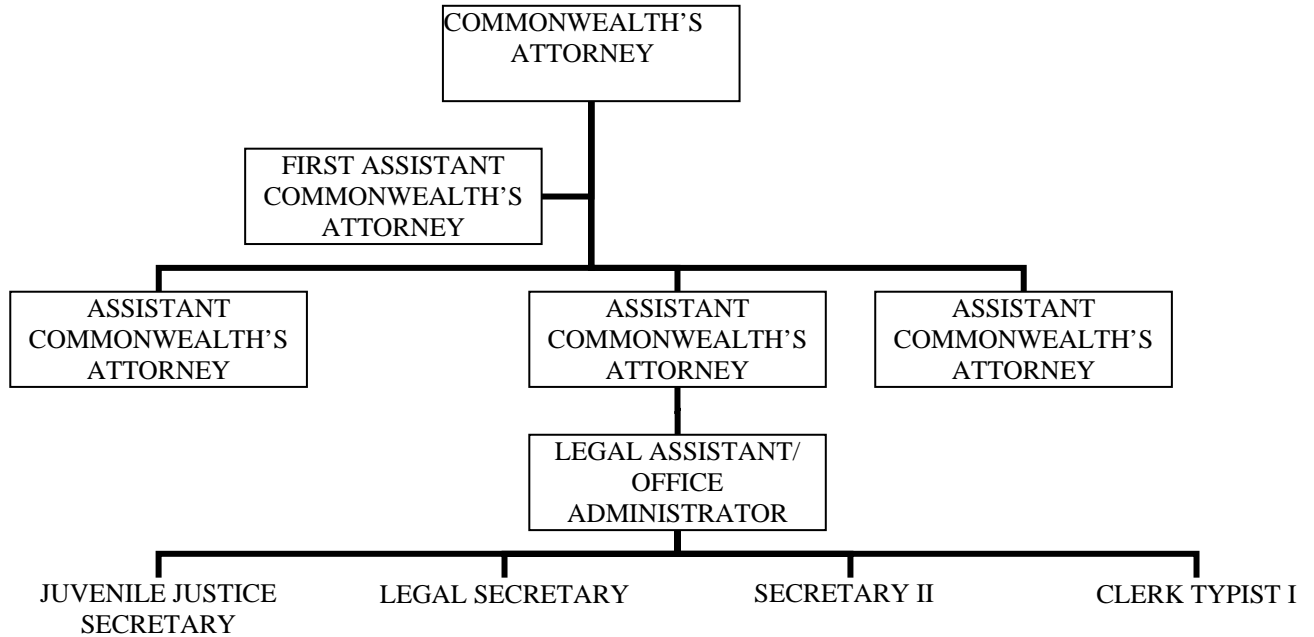 COMMONWEALTH’S
ATTORNEY
FIRST ASSISTANT
COMMONWEALTH’S
ATTORNEY
ASSISTANT
COMMONWEALTH’S
ATTORNEY
ASSISTANT
COMMONWEALTH’S
ATTORNEY
ASSISTANT
COMMONWEALTH’S
ATTORNEY
LEGAL ASSISTANT/
OFFICE
ADMINISTRATOR
JUVENILE JUSTICE
SECRETARY
LEGAL SECRETARY
SECRETARY II
CLERK TYPIST I